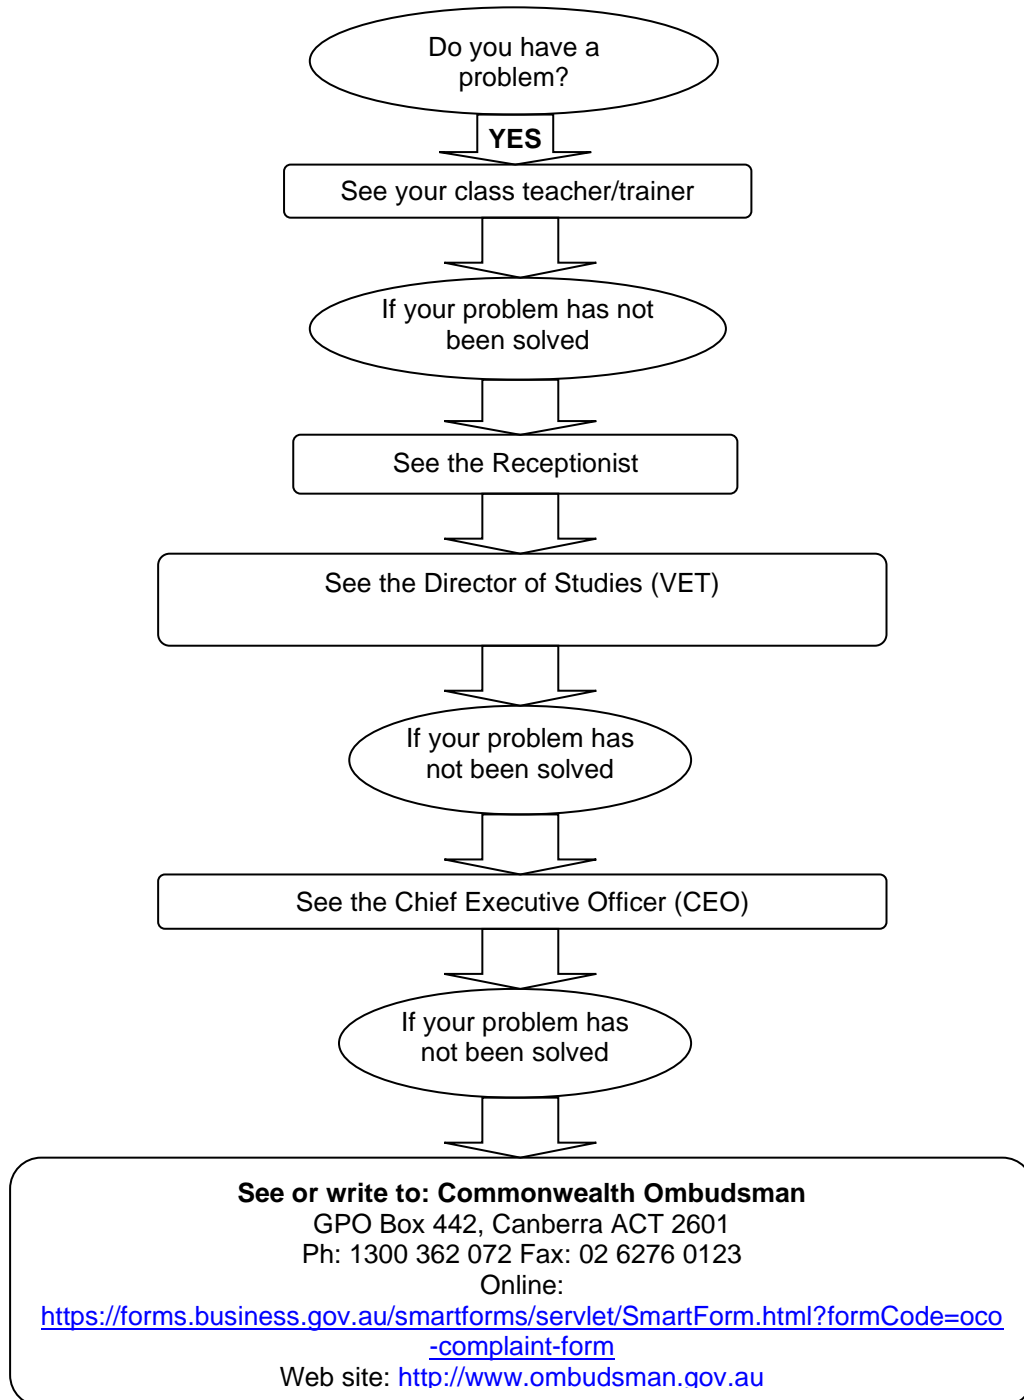 Do you have a
problem?
YES
See your class teacher/trainer
If your problem has not
been solved
See the Receptionist
See the Director of Studies (VET)
If your problem has
not been solved
See the Chief Executive Officer (CEO)
If your problem has
not been solved
See or write to: Commonwealth Ombudsman
GPO Box 442, Canberra ACT 2601
Ph: 1300 362 072 Fax: 02 6276 0123
Online:
https://forms.business.gov.au/smartforms/servlet/SmartForm.html?formCode=oco
-complaint-form
Web site: http://www.ombudsman.gov.au